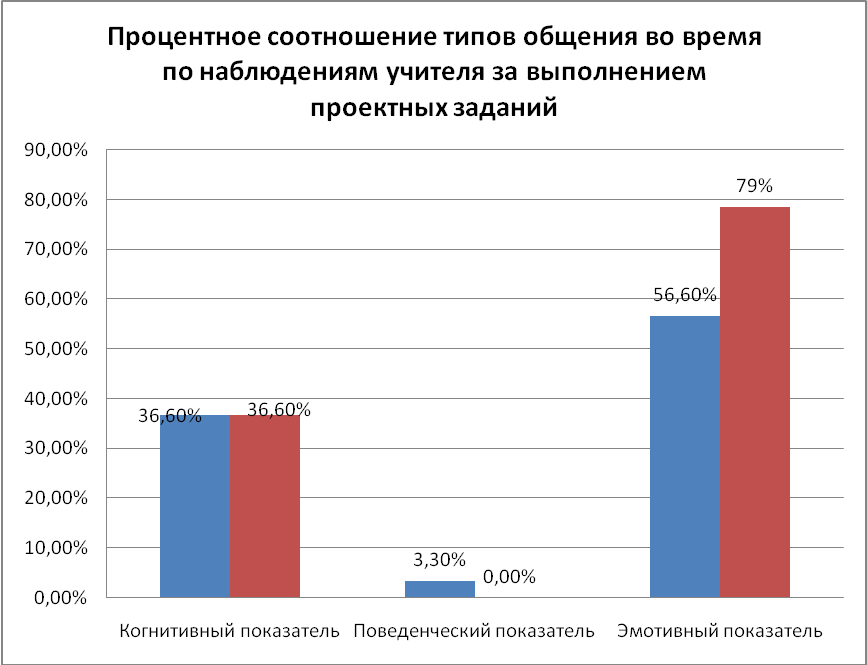 Процентное соотношение типов общения во время
по наблюдениям учителя за выполнением
проектных заданий
90,00%
80,00%
70,00%
60,00%
50,00%
40,00%
30,00%
20,00%
10,00%
0,00%
36,60%
36,60%
3,30%
0,00%
56,60%
79%
Когнитивный показатель
Поведенческий показатель
Эмотивный показатель